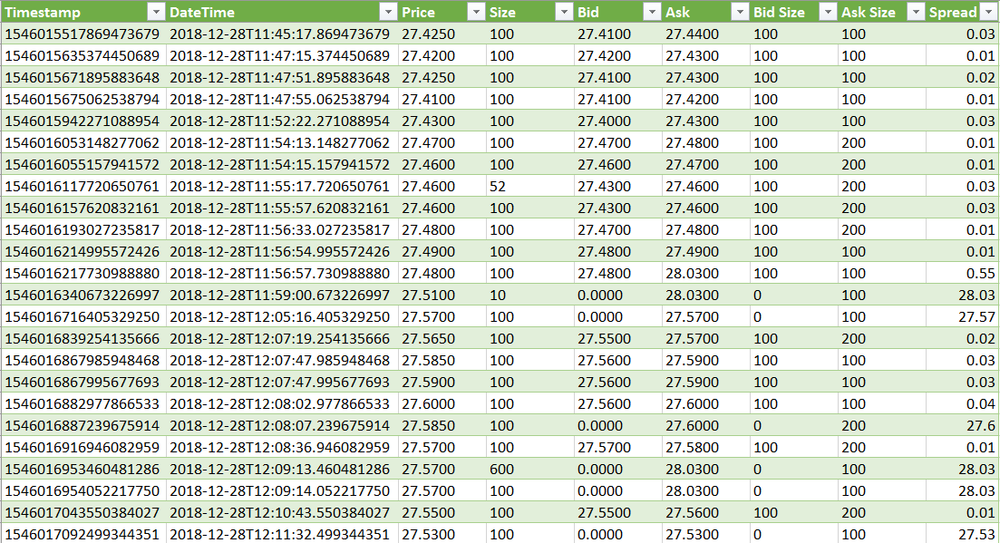 Timestamp DateTime Price Size Bid Ask Bid Size Ask Size Spread
1546015517869473679 2018-12-28T11:45:17.869473679 27.4250 100 27.4100 27.4400 100 100 0.03
1546015635374450689 2018-12-28T11:47:15.374450689 27.4200 100 27.4200 27.4300 100 100 0.01
1546015671895883648 2018-12-28T11:47:51.895883648 27.4250 100 27.4100 27.4300 100 100 0.02
1546015675062538794 2018-12-28T11:47:55.062538794 27.4100 100 27.4100 27.4200 100 100 0.01
1546015942271088954 2018-12-28T11:52:22.271088954 27.4300 100 27.4000 27.4300 100 100 0.03
1546016053148277062 2018-12-28T11:54:13.148277062 27.4700 100 27.4700 27.4800 100 200 0.01
1546016055157941572 2018-12-28T11:54:15.157941572 27.4600 100 27.4600 27.4700 100 200 0.01
1546016117720650761 2018-12-28T11:55:17.720650761 27.4600 52 27.4300 27.4600 100 200 0.03
1546016157620832161 2018-12-28T11:55:57.620832161 27.4600 100 27.4300 27.4600 100 200 0.03
1546016193027235817 2018-12-28T11:56:33.027235817 27.4800 100 27.4700 27.4800 100 200 0.01
1546016214995572426 2018-12-28T11:56:54.995572426 27.4900 100 27.4800 27.4900 100 100 0.01
1546016217730988880 2018-12-28T11:56:57.730988880 27.4800 100 27.4800 28.0300 100 100 0.55
1546016340673226997 2018-12-28T11:59:00.673226997 27.5100 10 0.0000 28.0300 0 100 28.03
1546016716405329250 2018-12-28T12:05:16.405329250 27.5700 100 0.0000 27.5700 0 100 27.57
1546016839254135666 2018-12-28T12:07:19.254135666 27.5650 100 27.5500 27.5700 100 200 0.02
1546016867985948468 2018-12-28T12:07:47.985948468 27.5850 100 27.5600 27.5900 100 100 0.03
1546016867995677693 2018-12-28T12:07:47.995677693 27.5900 100 27.5600 27.5900 100 100 0.03
1546016882977866533 2018-12-28T12:08:02.977866533 27.6000 100 27.5600 27.6000 100 100 0.04
1546016887239675914 2018-12-28T12:08:07.239675914 27.5850 100 0.0000 27.6000 0 200 27.6
1546016916946082959 2018-12-28T12:08:36.946082959 27.5700 100 27.5700 27.5800 100 200 0.01
1546016953460481286 2018-12-28T12:09:13.460481286 27.5700 600 0.0000 28.0300 0 100 28.03
1546016954052217750 2018-12-28T12:09:14.052217750 27.5700 100 0.0000 28.0300 0 100 28.03
1546017043550384027 2018-12-28T12:10:43.550384027 27.5500 100 27.5500 27.5600 100 200 0.01
1546017092499344351 2018-12-28T12:11:32.499344351 27.5300 100 0.0000 27.5300 0 100 27.53